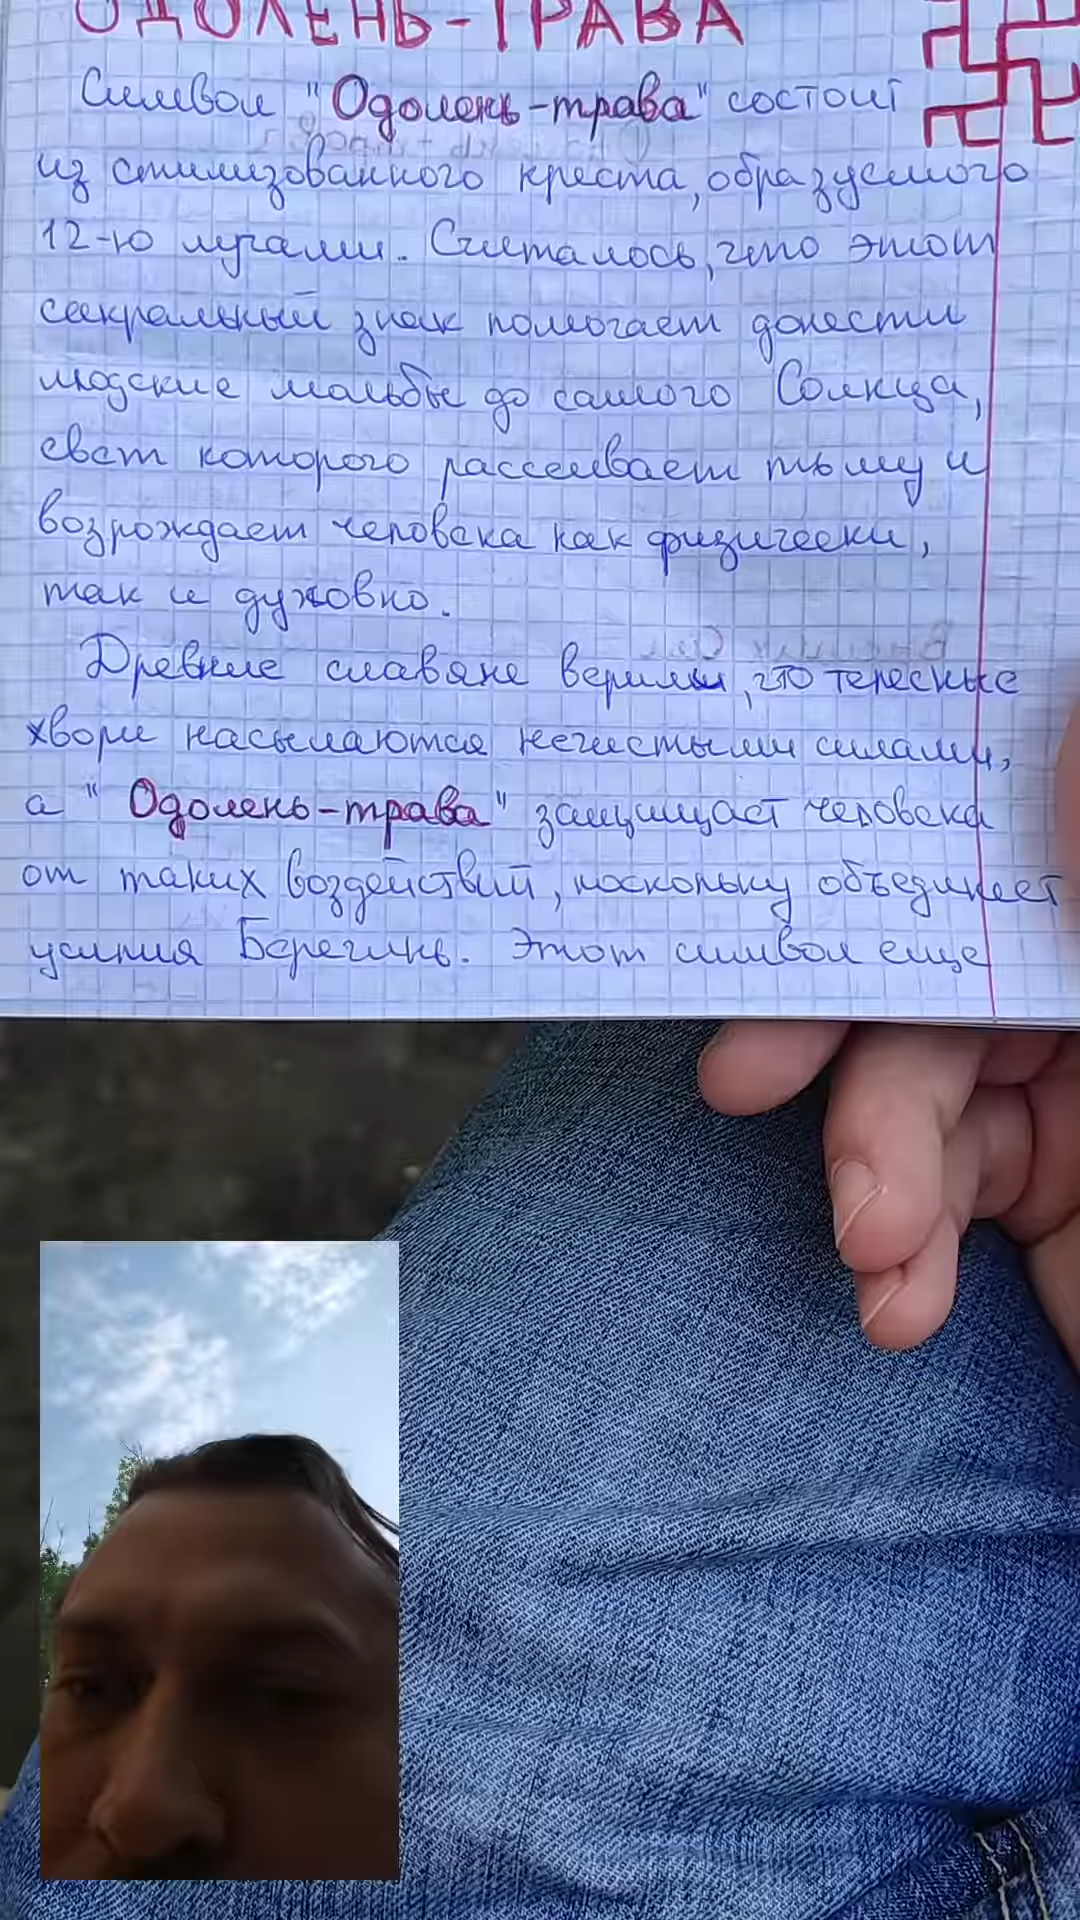 ОДОЛЕНЬ-ТРАВА
Символ "Одолень-трава" состоит
из стилизованного креста, образуемого
12-ю лучами. Считалось, что этот
сакральный знак помогает донести
людские мольбы до самого Солнца,
свет которого рассеивает тьму и
возрождает человека как физически,
так и духовно.
Древние славяне верили, что телесные
хвори насылаются нечистыми силами,
а "Одолень-трава" защищает человека
от таких воздействий, поскольку объединяет
усилия Берегинь. Этот символ еще